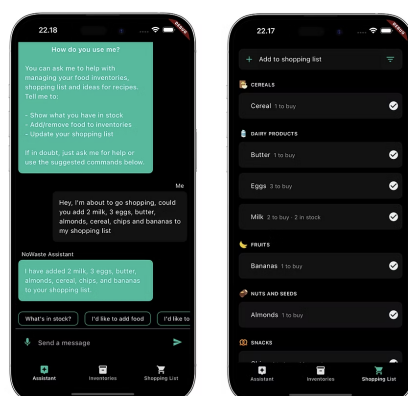 22.18
DEBUG
How do you use me?
You can ask me to help with
managing your food inventories,
shopping list and ideas for recipes.
Tell me to:
- Show what you have in stock
- Add/remove food to inventories
- Update your shopping list
If in doubt, just ask me for help or
use the suggested commands below.
Me
Hey, I'm about to go shopping, could
you add 2 milk, 3 eggs, butter,
almonds, cereal, chips and bananas to
my shopping list
NoWaste Assistant
I have added 2 milk, 3 eggs, butter,
almonds, cereal, chips, and bananas
to your shopping list.
What's in stock?
I'd like to add food
I'd like to
Send a message
Assistant
Inventories
Shopping List
22.17
DEBUG
+ Add to shopping list
CEREALS
Cereal 1 to buy
DAIRY PRODUCTS
Butter 1 to buy
Eggs 3 to buy
Milk 2 to buy · 2 in stock
FRUITS
Bananas 1 to buy
NUTS AND SEEDS
Almonds 1 to buy
SNACKS
Assistant
Inventories
Shopping List